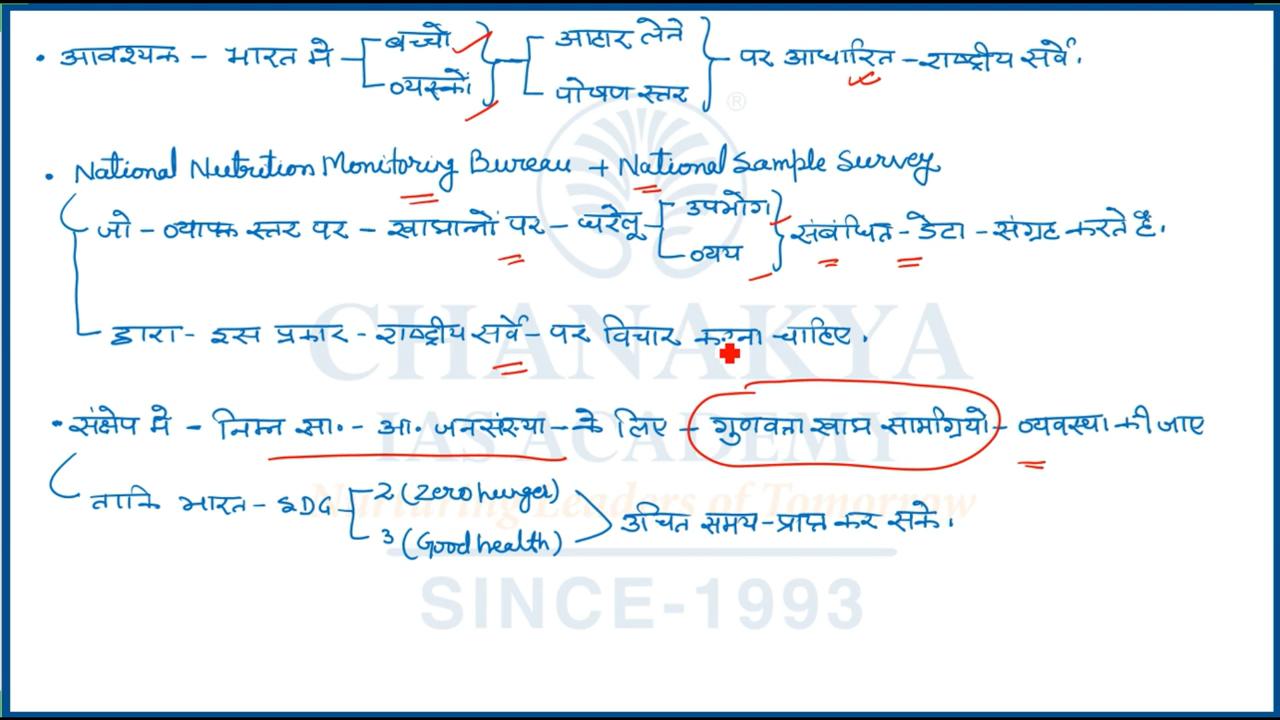 • आवश्यक - भारत में बच्चों व्यस्कों आहार लेने पोषण स्तर पर आधारित - राष्ट्रीय सर्वे.
• National Nutrition Monitoring Bureau + National Sample Survey
जो - व्यापक स्तर पर - खाद्यान्नों पर - घरेलू उपभोग व्यय संबंधित - डेटा - संग्रह करते हैं.
द्वारा - इस प्रकार - राष्ट्रीय सर्वे - पर विचार करना चाहिए.
• संक्षेप में - निम्न सा. - आ. जनसंख्या - के लिए - गुणवत्ता खाद्य सामग्रियों - व्यवस्था की जाए
ताकि भारत - SDG 2 (Zero hunger) 3 (Good health) उचित समय - प्राप्त कर सके.
CHANAKYA
IAS ACADEMY
Nurturing Leaders of Tomorrow
SINCE-1993
®